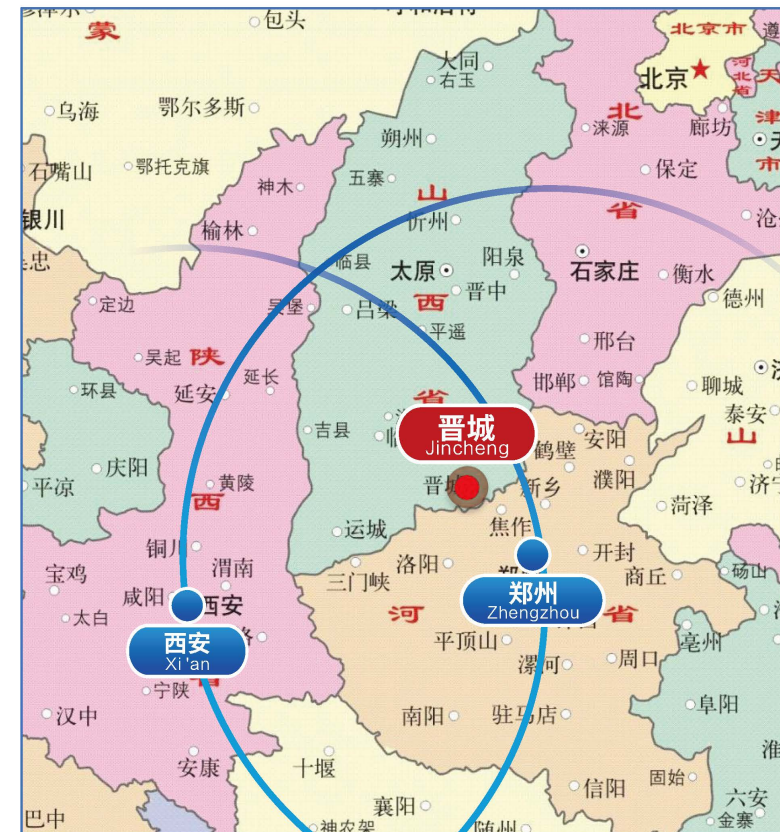 包头
蒙
北京市
大同
右玉
北京
河北省
天
乌海
鄂尔多斯
北
涞源
廊坊
津
朔州
市
石嘴山
鄂托克旗
五寨
保定
神木
山
银川
榆林
忻州
省
沧
临县
太原
阳泉
石家庄
衡水
定边
吴堡
吕梁
西
晋中
德州
平遥
吴起
陕
邢台
延安
延长
邯郸
馆陶
聊城
环县
省
泰安
吉县
晋城
Jincheng
鹤壁
安阳
山
庆阳
平凉
黄陵
晋城
新乡
濮阳
济宁
西
菏泽
运城
焦作
铜川
洛阳
开封
宝鸡
渭南
三门峡
商丘
砀山
咸阳
西安
郑州
Zhengzhou
太白
河
省
西安
Xi'an
平顶山
亳州
漯河
周口
省
宁陕
汉中
南阳
驻马店
阜阳
安康
十堰
信阳
固始
淮
六安
襄阳
巴中
神农架
随州
金寨